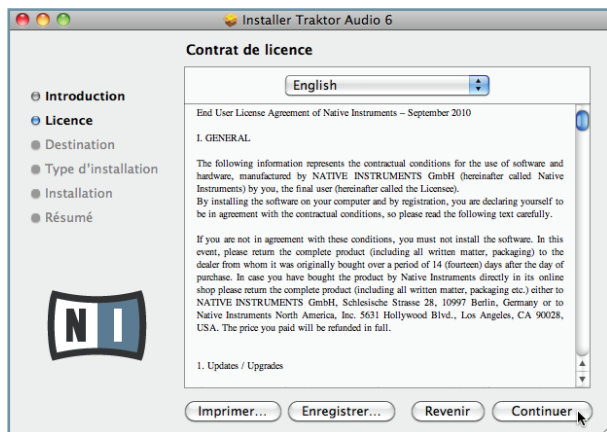 Installer Traktor Audio 6
Contrat de licence
Introduction
Licence
Destination
Type d'installation
Installation
Résumé
NI
English
End User License Agreement of Native Instruments – September 2010
I. GENERAL
The following information represents the contractual conditions for the use of software and
hardware, manufactured by NATIVE INSTRUMENTS GmbH (hereinafter called Native
Instruments) by you, the final user (hereinafter called the Licensee).
By installing the software on your computer and by registration, you are declaring yourself to
be in agreement with the contractual conditions, so please read the following text carefully.
If you are not in agreement with these conditions, you must not install the software. In this
event, please return the complete product (including all written matter, packaging) to the
dealer from whom it was originally bought over a period of 14 (fourteen) days after the day of
purchase. In case you have bought the product by Native Instruments directly in its online
shop please return the complete product (including all written matter, packaging etc.) either to
NATIVE INSTRUMENTS GmbH, Schlesische Strasse 28, 10997 Berlin, Germany or to
Native Instruments North America, Inc. 5631 Hollywood Blvd., Los Angeles, CA 90028,
USA. The price you paid will be refunded in full.
1. Updates / Upgrades
Imprimer...
Enregistrer...
Revenir
Continuer